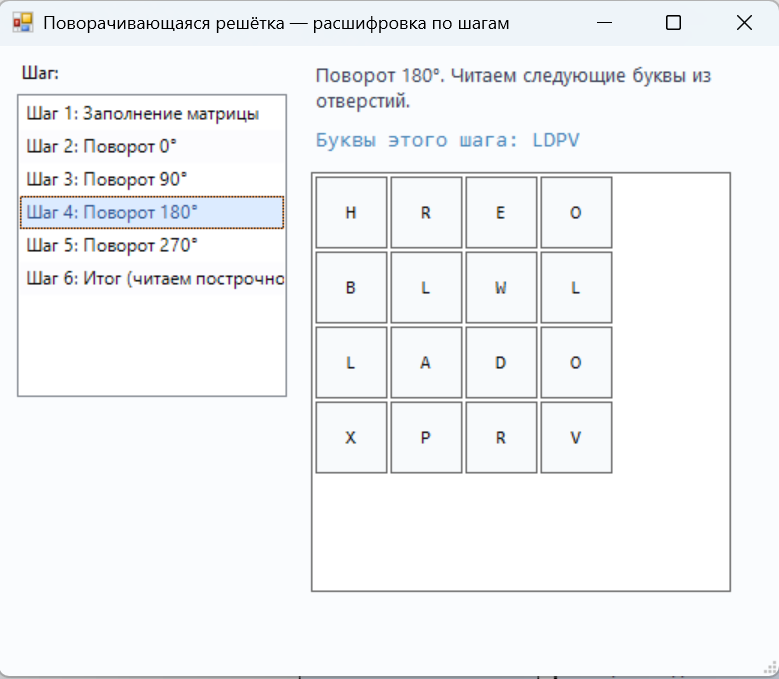 Поворачивающаяся решётка — расшифровка по шагам
Шаг:
Шаг 1: Заполнение матрицы
Шаг 2: Поворот 0°
Шаг 3: Поворот 90°
Шаг 4: Поворот 180°
Шаг 5: Поворот 270°
Шаг 6: Итог (читаем построчно
Поворот 180°. Читаем следующие буквы из
отверстий.
Буквы этого шага: LDPV
H R E O
B L W L
L A D O
X P R V